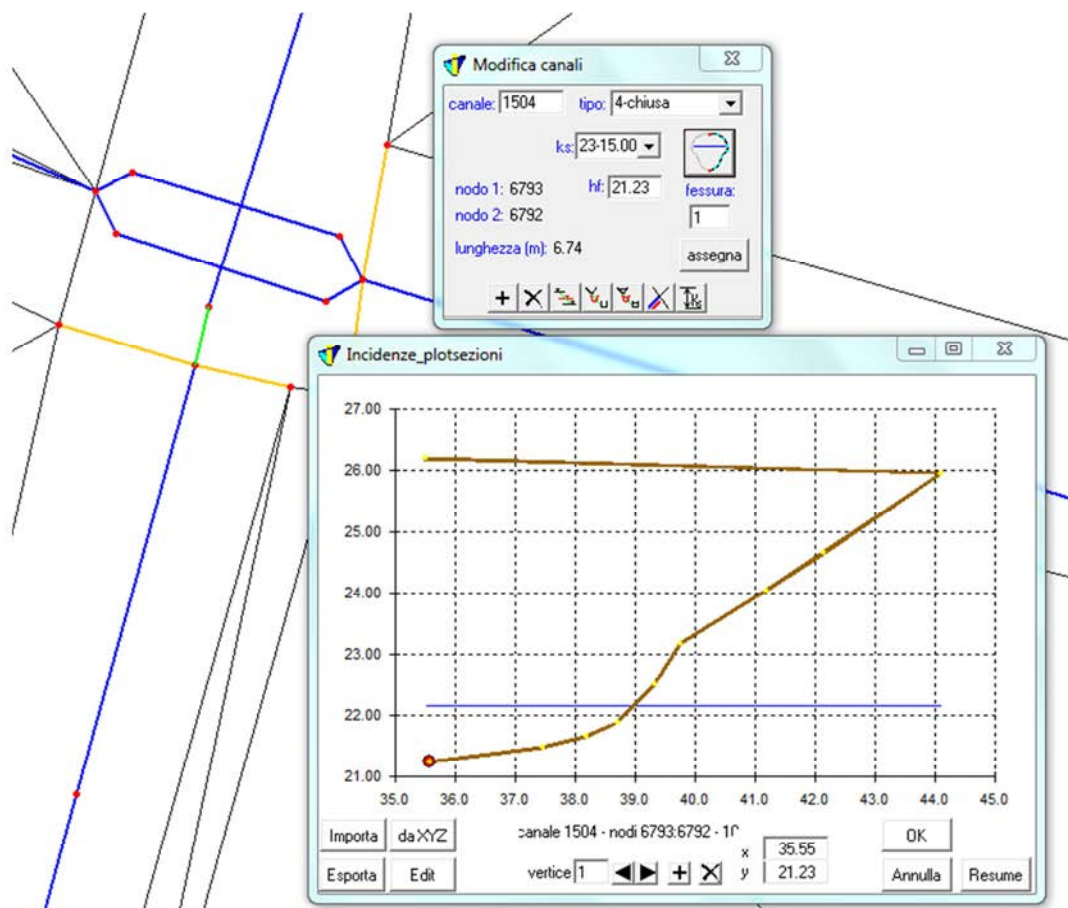 Modifica canali
canale: 1504 tipo: 4-chiusa
ks: 23-15.00
nodo 1: 6793 hf: 21.23 fessura:
nodo 2: 6792 1
lunghezza (m): 6.74 assegna
Incidenze_plotsezioni
27.00
26.00
25.00
24.00
23.00
22.00
21.00
35.0 36.0 37.0 38.0 39.0 40.0 41.0 42.0 43.0 44.0 45.0
Importa da XYZ canale 1504 - nodi 6793:6792 - x 35.55 OK
Esporta Edit vertice 1 y 21.23 Annulla Resume